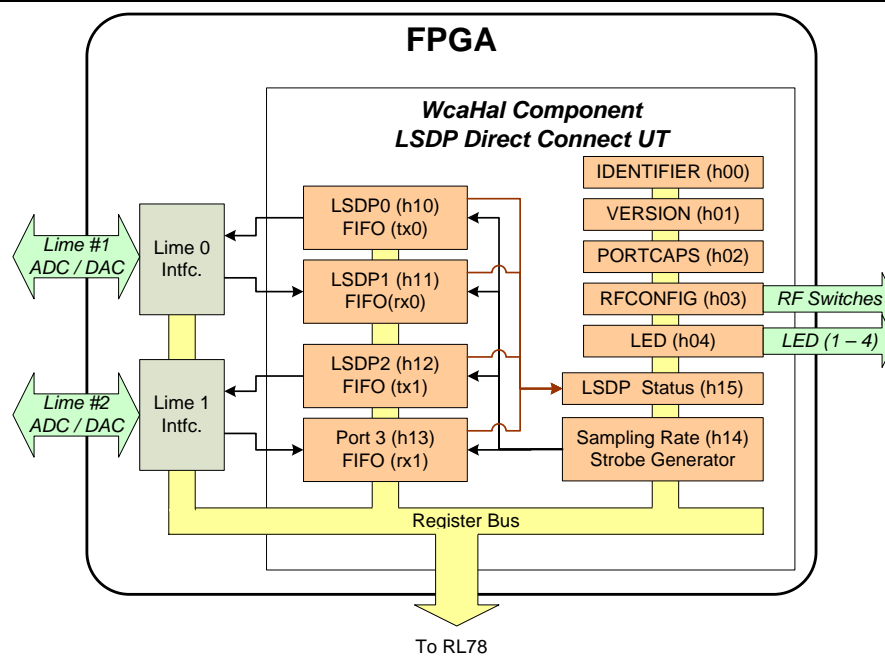 FPGA
WcaHal Component
LSDP Direct Connect UT
IDENTIFIER (h00)
VERSION (h01)
PORTCAPS (h02)
RFCONFIG (h03)
LED (h04)
LSDP Status (h15)
Sampling Rate (h14)
Strobe Generator
LSDP0 (h10)
FIFO (tx0)
LSDP1 (h11)
FIFO(rx0)
LSDP2 (h12)
FIFO (tx1)
Port 3 (h13)
FIFO (rx1)
Lime #1
ADC / DAC
Lime 0
Intfc.
Lime #2
ADC / DAC
Lime 1
Intfc.
RF Switches
LED (1 – 4)
Register Bus
To RL78